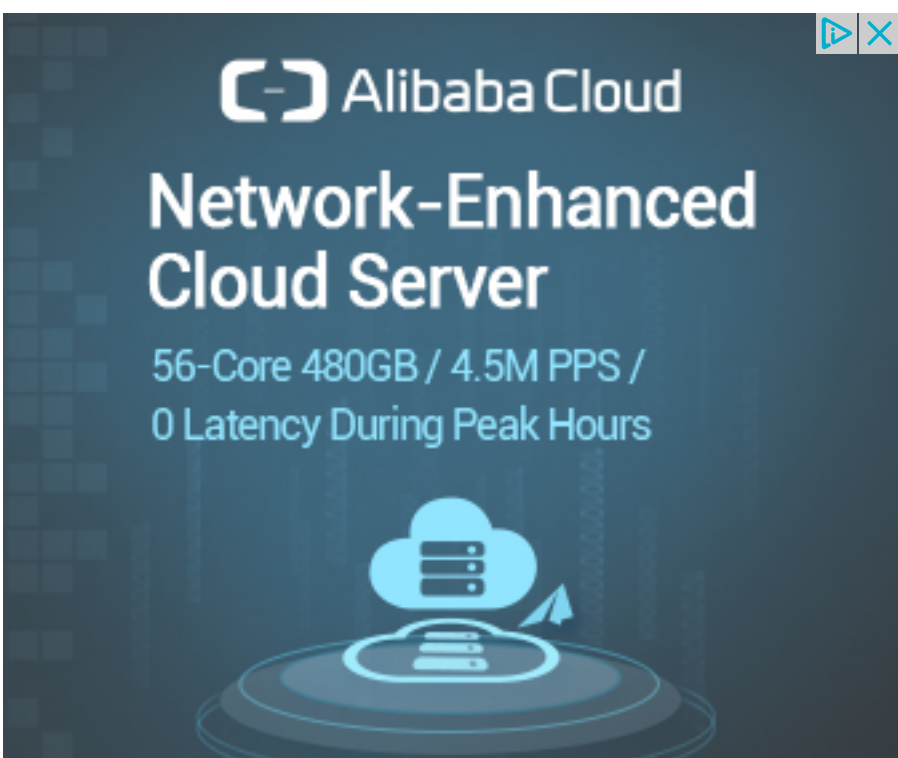 Alibaba Cloud
Network-Enhanced
Cloud Server
56-Core 480GB / 4.5M PPS /
0 Latency During Peak Hours